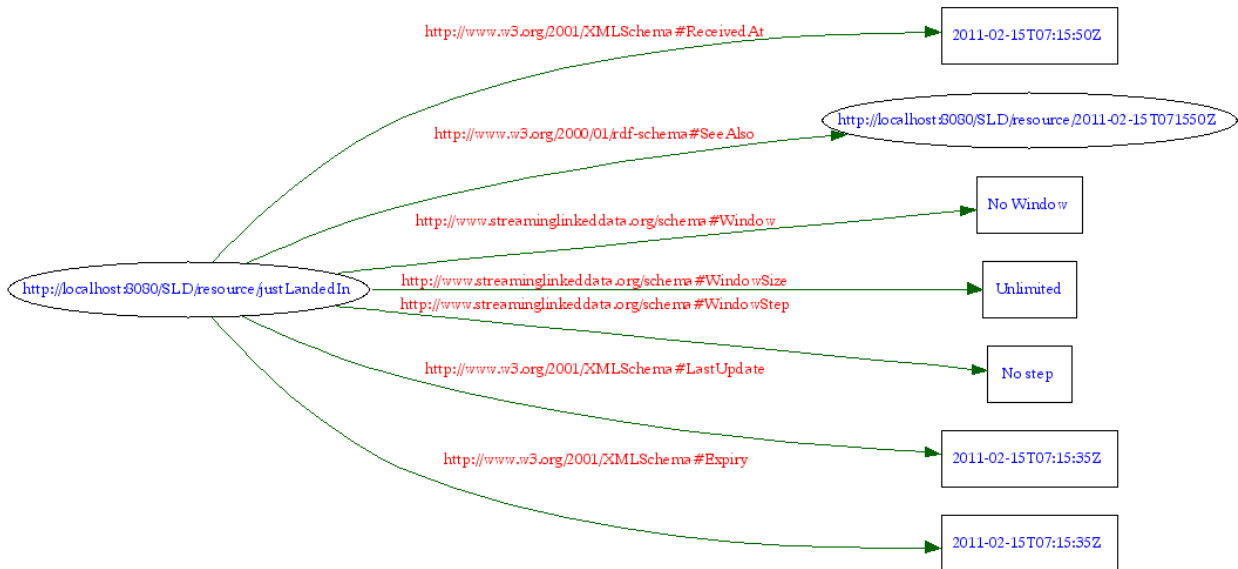 http://www.w3.org/2001/XMLSchema#ReceivedAt
2011-02-15T07:15:50Z
http://www.w3.org/2000/01/rdf-schema#SeeAlso
http://localhost:8080/SLD/resource/2011-02-15T071550Z
http://www.streaminglinkeddata.org/schema#Window
No Window
http://localhost:8080/SLD/resource/justLandedIn
http://www.streaminglinkeddata.org/schema#WindowSize
Unlimited
http://www.streaminglinkeddata.org/schema#WindowStep
No step
http://www.w3.org/2001/XMLSchema#LastUpdate
2011-02-15T07:15:35Z
http://www.w3.org/2001/XMLSchema#Expiry
2011-02-15T07:15:35Z